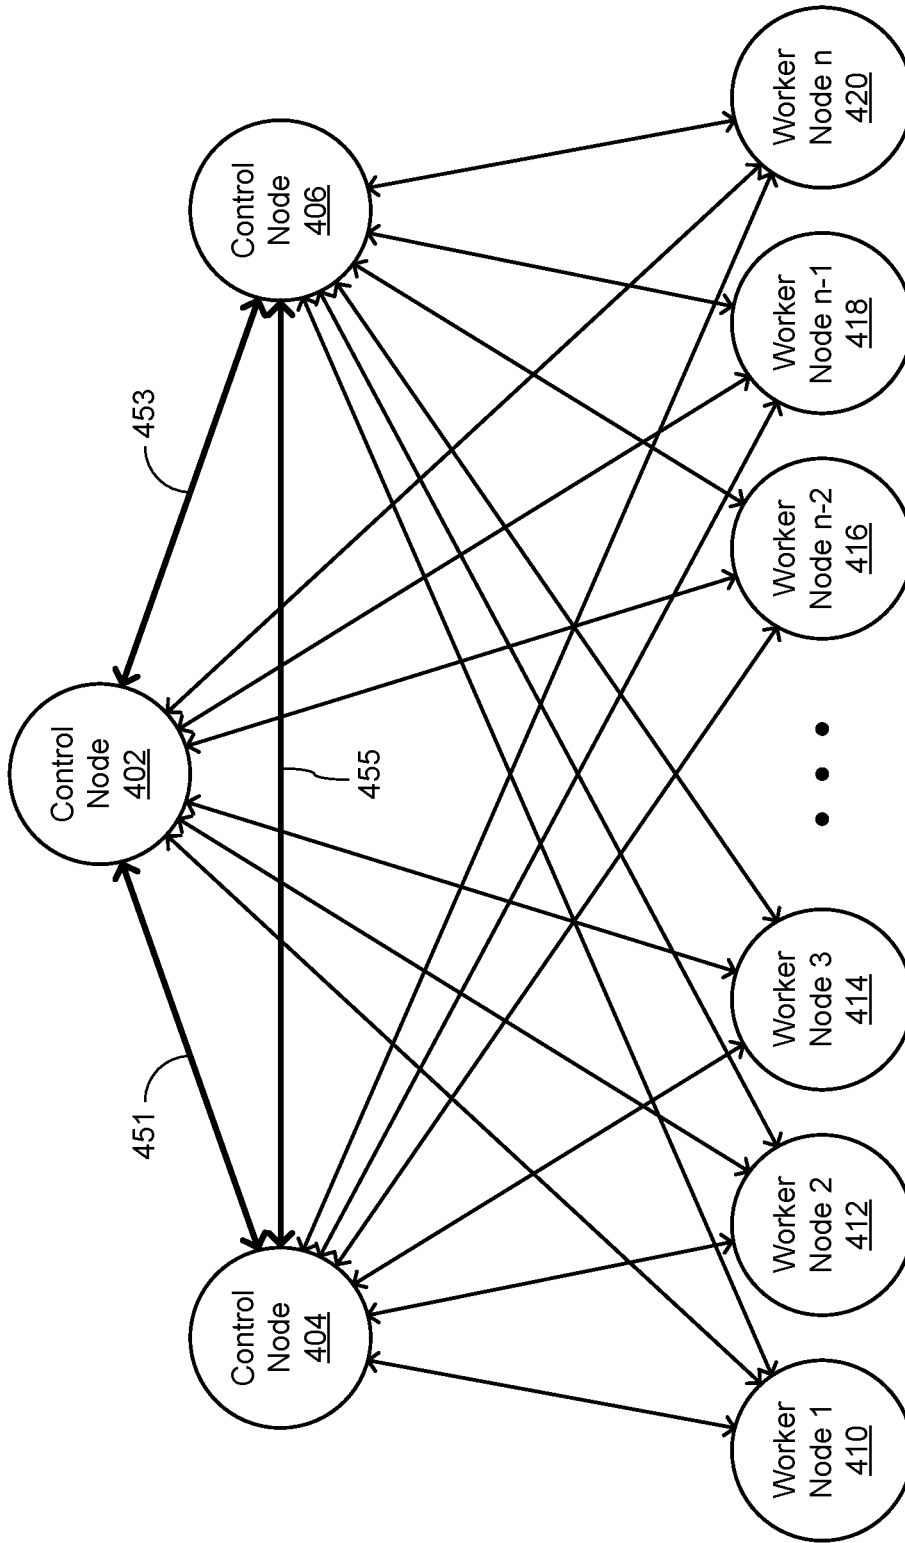 Control
Node
402
451
453
Control
Node
404
Control
Node
406
455
Worker
Node 1
410
Worker
Node 2
412
Worker
Node 3
414
Worker
Node n-2
416
Worker
Node n-1
418
Worker
Node n
420